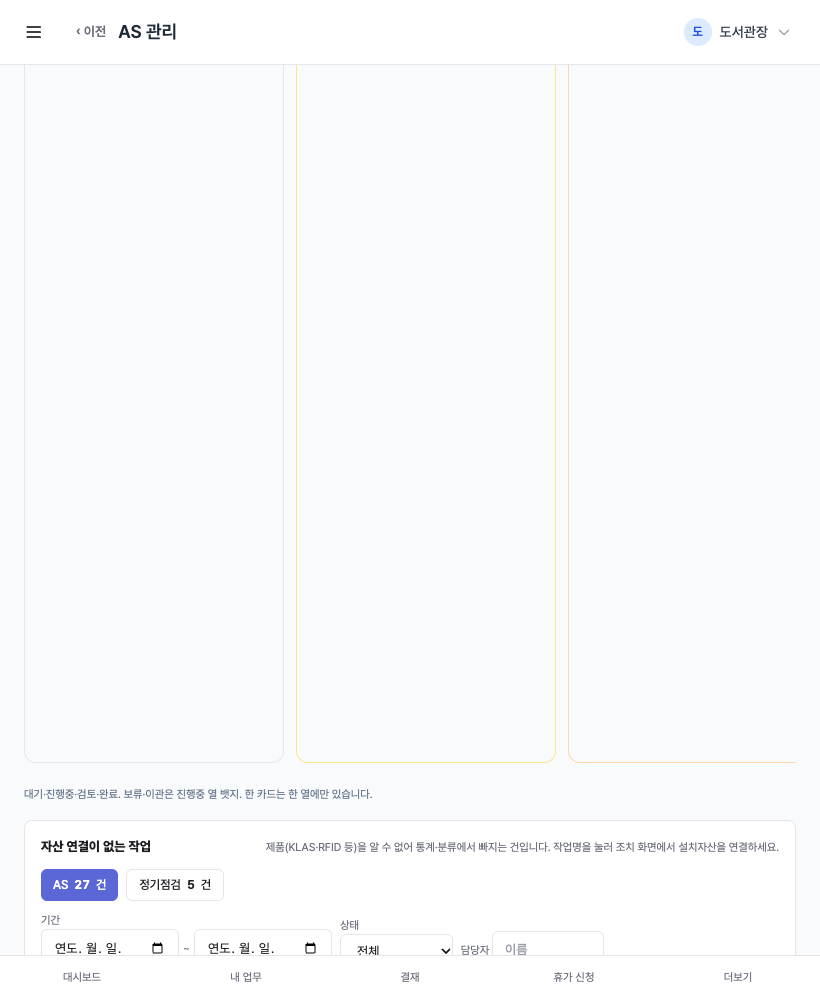 ‹ 이전 AS 관리
도 도서관장
대기·진행중·검토·완료. 보류·이관은 진행중 열 뱃지. 한 카드는 한 열에만 있습니다.
자산 연결이 없는 작업 제품(KLAS·RFID 등)을 알 수 없어 통계·분류에서 빠지는 건입니다. 작업명을 눌러 조치 화면에서 설치자산을 연결하세요.
AS 27 건 정기점검 5 건
기간 상태
연도. 월. 일. ~ 연도. 월. 일. 전체 담당자 이름
대시보드 내 업무 결재 휴가 신청 더보기